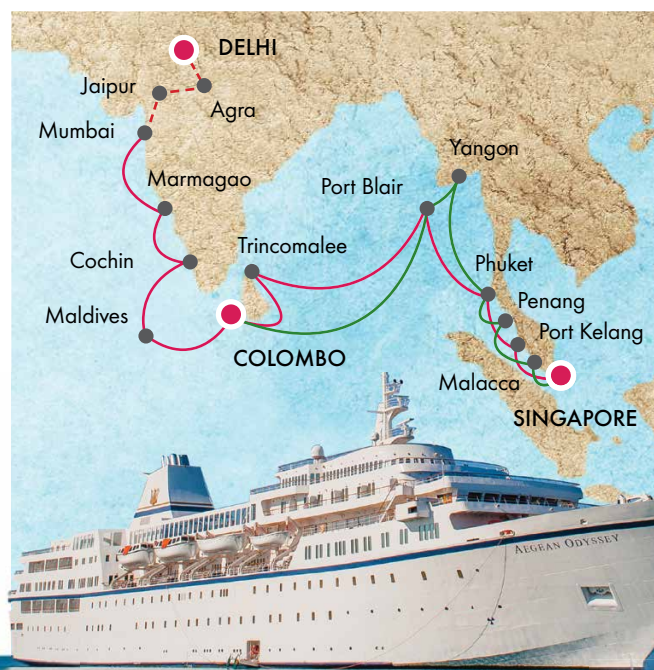 DELHI
Jaipur
Agra
Mumbai
Yangon
Marmagao
Port Blair
Trincomalee
Cochin
Phuket
Penang
Maldives
Port Kelang
COLOMBO
Malacca
SINGAPORE
AEGEAN ODYSSEY